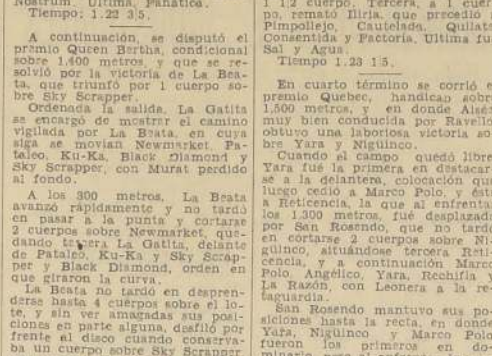 Nostrum. Ultima, Fanática.
Tiempo: 1.22 3|5.
A continuación, se disputó el
premio Queen Bertha, condicional
sobre 1.400 metros, y que se re-
solvió por la victoria de La Bea-
ta, que triunfó por 1 cuerpo so-
bre Sky Scrapper.
Ordenada la salida, La Gatita
se encargó de mostrar el camino
vigilada por La Beata, en cuya
siga se movían Newmarket, Pa-
taleo, Ku-Ka, Black Diamond y
Sky Scrapper, con Murat perdido
al fondo.
A los 300 metros, La Beata
avanzó rápidamente y no tardó
en pasar a la punta y cortarse
2 cuerpos sobre Newmarket, que-
dando tercera La Gatita, delante
de Pataleo, Ku-Ka y Sky Scrap-
per y Black Diamond, orden en
que giraron la curva.
La Beata no tardó en despren-
derse hasta 4 cuerpos sobre el lo-
te, y sin ver amagadas sus posi-
ciones en parte alguna, desfiló por
frente al disco cuando conserva-
ba un cuerpo sobre Sky Scrapper
1 1|2 cuerpo. Tercera, a 1 cuer-
po, remató Iliria, que precedió a
Pimpollejo, Cautelada, Quilate
Consentida y Factoria. Ultima fu
Sal y Agua.
Tiempo 1.23 1|5.
En cuarto término se corrió e
premio Quebec, handicap sobre
1,500 metros, y en donde Aisén
muy bien conducida por Ravello
obtuvo una laboriosa victoria so-
bre Yara y Nigüinco.
Cuando el campo quedó libre
Yara fué la primera en destacar
se a la delantera, colocación que
luego cedió a Marco Polo, y ést
a Reticencia, la que al enfrentar
los 1.300 metros, fué desplazada
por San Rosendo, que no tardó
en cortarse 2 cuerpos sobre Ni-
güinco, situándose tercera Reti-
cencia, y a continuación Marco
Polo, Angélico, Yara, Rechifla y
La Razón, con Leonera a la re-
taguardia.
San Rosendo mantuvo sus po-
siciones hasta la recta, en donde
Yara, Nigüinco y Marco Polo
fueron los primeros en do-